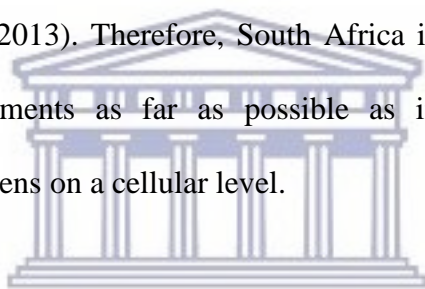 2013). Therefore, South Africa i
ments as far as possible as i
ens on a cellular level.